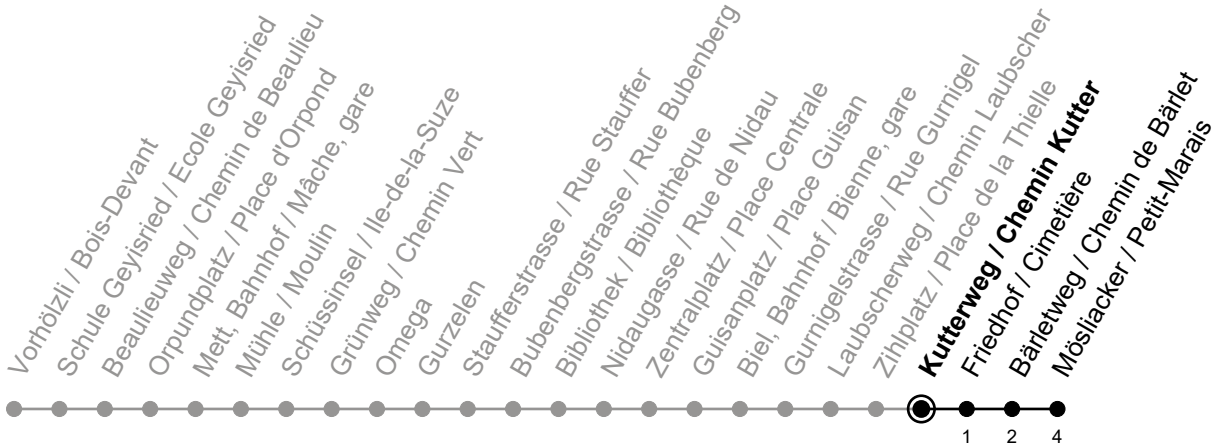 Vorhölzli / Bois-Devant
Schule Geyisried / Ecole Geyisried
Beaulieuweg / Chemin de Beaulieu
Orpundplatz / Place d'Orpond
Mett, Bahnhof / Mâche, gare
Mühle / Moulin
Schüssinsel / Ile-de-la-Suze
Grünweg / Chemin Vert
Omega
Gurzelen
Staufferstrasse / Rue Stauffer
Bubenbergstrasse / Rue Bubenberg
Bibliothek / Bibliothèque
Nidaugasse / Rue de Nidau
Zentralplatz / Place Centrale
Guisanplatz / Place Guisan
Biel, Bahnhof / Bienne, gare
Gurnigelstrasse / Rue Gurnigel
Laubscherweg / Chemin Laubscher
Zihlplatz / Place de la Thielle
Kutterweg / Chemin Kutter
Friedhof / Cimetière
Bärletweg / Chemin de Bärlet
Mösliacker / Petit-Marais
1 2 4